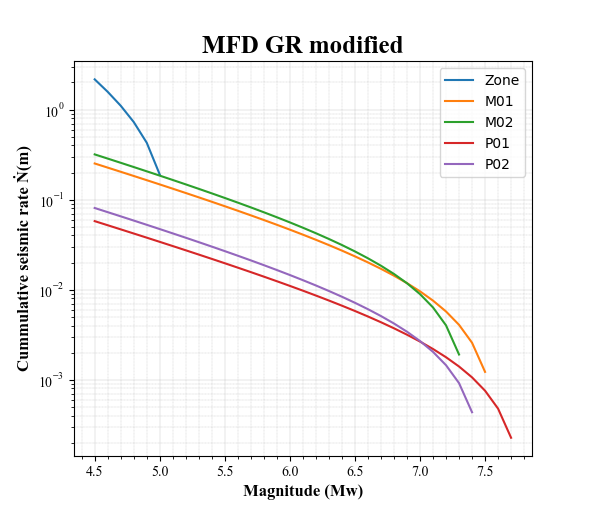 MFD GR modified
Zone
M01
M02
P01
P02
10⁰
10⁻¹
10⁻²
10⁻³
Cummulative seismic rate Ṅ(m)
4.5 5.0 5.5 6.0 6.5 7.0 7.5
Magnitude (Mw)